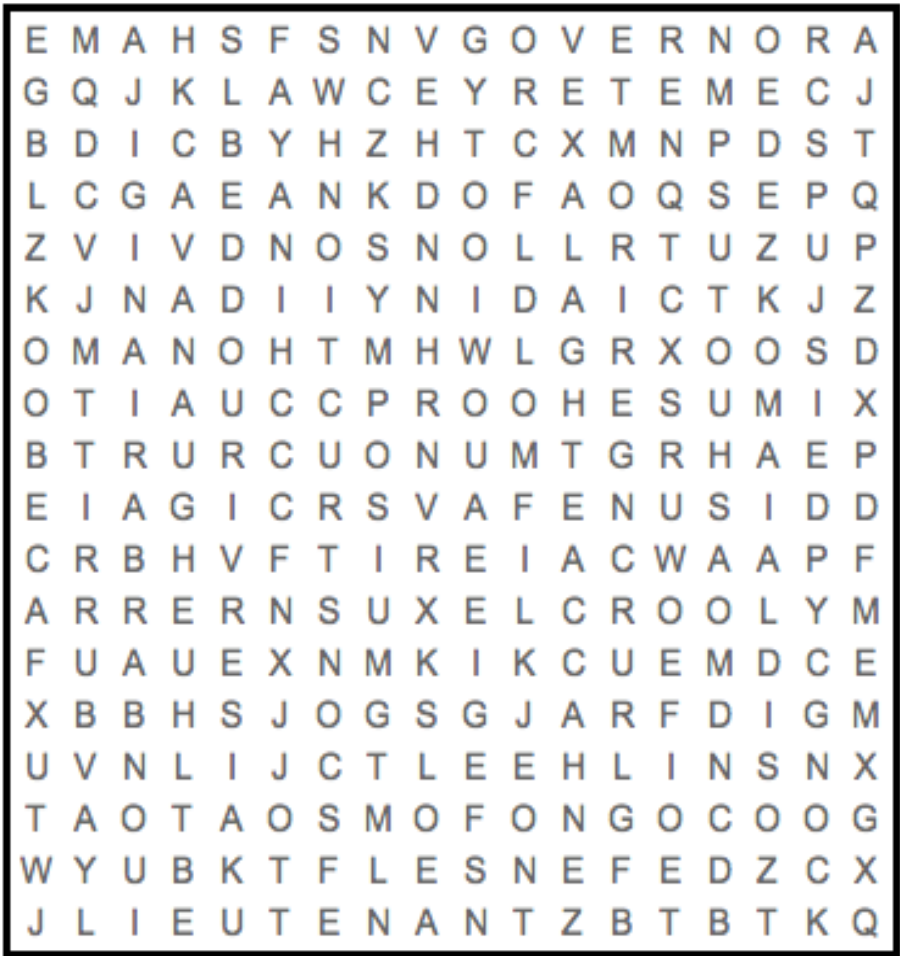 E M A H S F S N V G O V E R N O R A
G Q J K L A W C E Y R E T E M E C J
B D I C B Y H Z H T C X M N P D S T
L C G A E A N K D O F A O Q S E P Q
Z V I V D N O S N O L L R T U Z U P
K J N A D I I Y N I D A I C T K J Z
O M A N O H T M H W L G R X O O S D
O T I A U C C P R O O H E S U M I X
B T R U R C U O N U M T G R H A E P
E I A G I C R S V A F E N U S I D D
C R B H V F T I R E I A C W A A P F
A R R E R N S U X E L C R O O L Y M
F U A U E X N M K I K C U E M D C E
X B B H S J O G S G J A R F D I G M
U V N L I J C T L E E H L I N S N X
T A O T A O S M O F O N G O C O O G
W Y U B K T F L E S N E F E D Z C X
J L I E U T E N A N T Z B T B T K Q